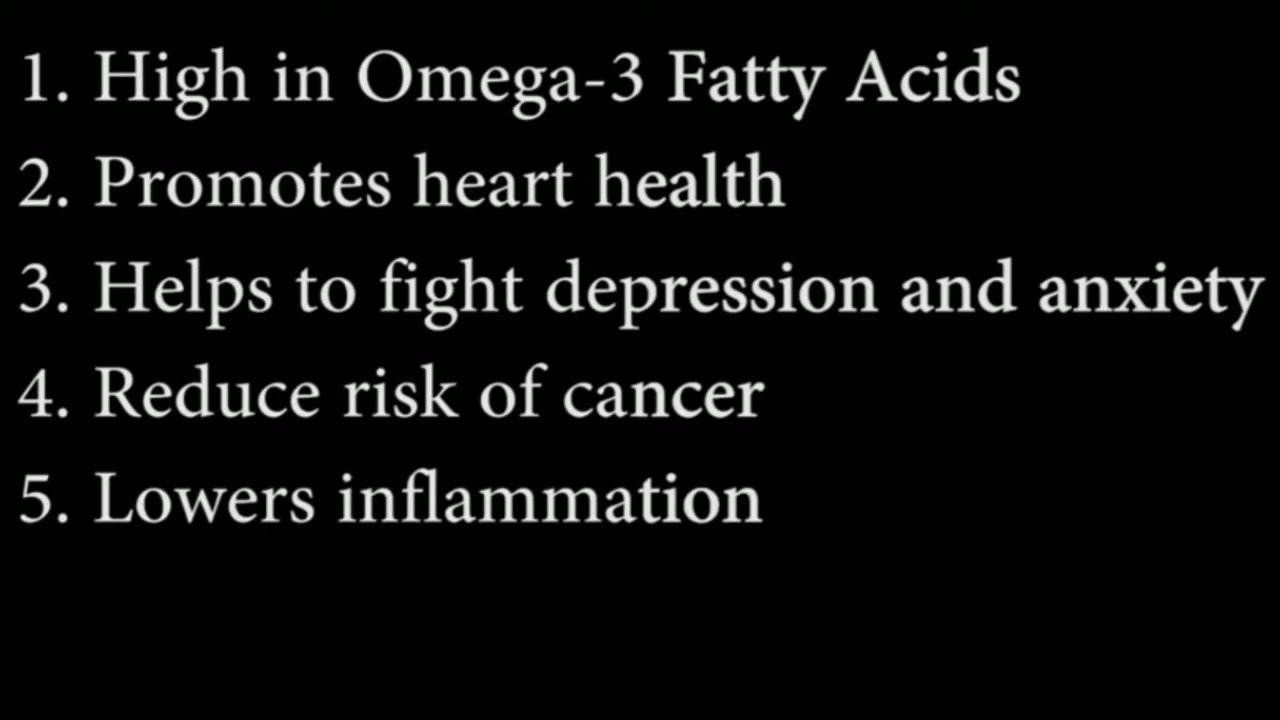 1. High in Omega-3 Fatty Acids
2. Promotes heart health
3. Helps to fight depression and anxiety
4. Reduce risk of cancer
5. Lowers inflammation